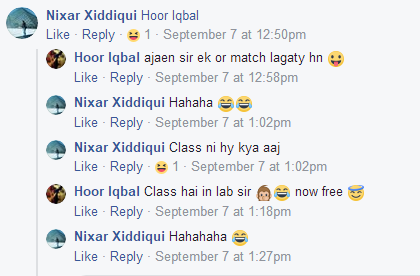 Nixar Xiddiqui Hoor Iqbal
Like · Reply · 😆 1 · September 7 at 12:50pm
Hoor Iqbal ajaen sir ek or match lagaty hn 😛
Like · Reply · September 7 at 12:58pm
Nixar Xiddiqui Hahaha 😂😂
Like · Reply · September 7 at 1:02pm
Nixar Xiddiqui Class ni hy kya aaj
Like · Reply · 😆 1 · September 7 at 1:02pm
Hoor Iqbal Class hai in lab sir 🙊😂 now free 😇
Like · Reply · September 7 at 1:18pm
Nixar Xiddiqui Hahahaha 😂
Like · Reply · September 7 at 1:27pm